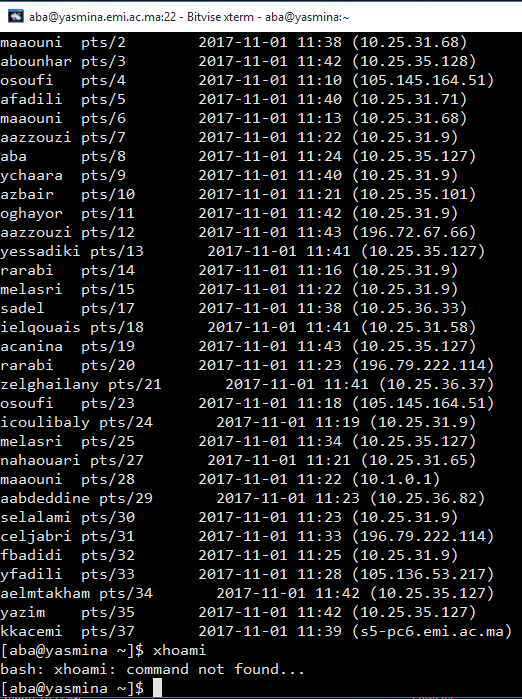 aba@yasmina.emi.ac.ma:22 - Bitvise xterm - aba@yasmina:~
maaouni  pts/2        2017-11-01 11:38 (10.25.31.68)
abounhar pts/3        2017-11-01 11:42 (10.25.35.128)
osoufi   pts/4        2017-11-01 11:10 (105.145.164.51)
afadili  pts/5        2017-11-01 11:40 (10.25.31.71)
maaouni  pts/6        2017-11-01 11:13 (10.25.31.68)
aazzouzi pts/7        2017-11-01 11:22 (10.25.31.9)
aba      pts/8        2017-11-01 11:24 (10.25.35.127)
ychaara  pts/9        2017-11-01 11:40 (10.25.31.9)
azbair   pts/10       2017-11-01 11:21 (10.25.35.101)
oghayor  pts/11       2017-11-01 11:42 (10.25.31.9)
aazzouzi pts/12       2017-11-01 11:43 (196.72.67.66)
yessadiki pts/13       2017-11-01 11:41 (10.25.35.127)
rarabi   pts/14       2017-11-01 11:16 (10.25.31.9)
melasri  pts/15       2017-11-01 11:22 (10.25.31.9)
sadel    pts/17       2017-11-01 11:38 (10.25.36.33)
ielqouais pts/18       2017-11-01 11:41 (10.25.31.58)
acanina  pts/19       2017-11-01 11:43 (10.25.35.127)
rarabi   pts/20       2017-11-01 11:23 (196.79.222.114)
zelghailany pts/21       2017-11-01 11:41 (10.25.36.37)
osoufi   pts/23       2017-11-01 11:18 (105.145.164.51)
icoulibaly pts/24       2017-11-01 11:19 (10.25.31.9)
melasri  pts/25       2017-11-01 11:34 (10.25.35.127)
nahaouari pts/27       2017-11-01 11:21 (10.25.31.65)
maaouni  pts/28       2017-11-01 11:22 (10.1.0.1)
aabdeddine pts/29       2017-11-01 11:23 (10.25.36.82)
selalami pts/30       2017-11-01 11:23 (10.25.31.9)
celjabri pts/31       2017-11-01 11:33 (196.79.222.114)
fbadidi  pts/32       2017-11-01 11:25 (10.25.31.9)
yfadili  pts/33       2017-11-01 11:28 (105.136.53.217)
aelmtakham pts/34       2017-11-01 11:42 (10.25.35.127)
yazim    pts/35       2017-11-01 11:42 (10.25.35.127)
kkacemi  pts/37       2017-11-01 11:39 (s5-pc6.emi.ac.ma)
[aba@yasmina ~]$ xhoami
bash: xhoami: command not found...
[aba@yasmina ~]$